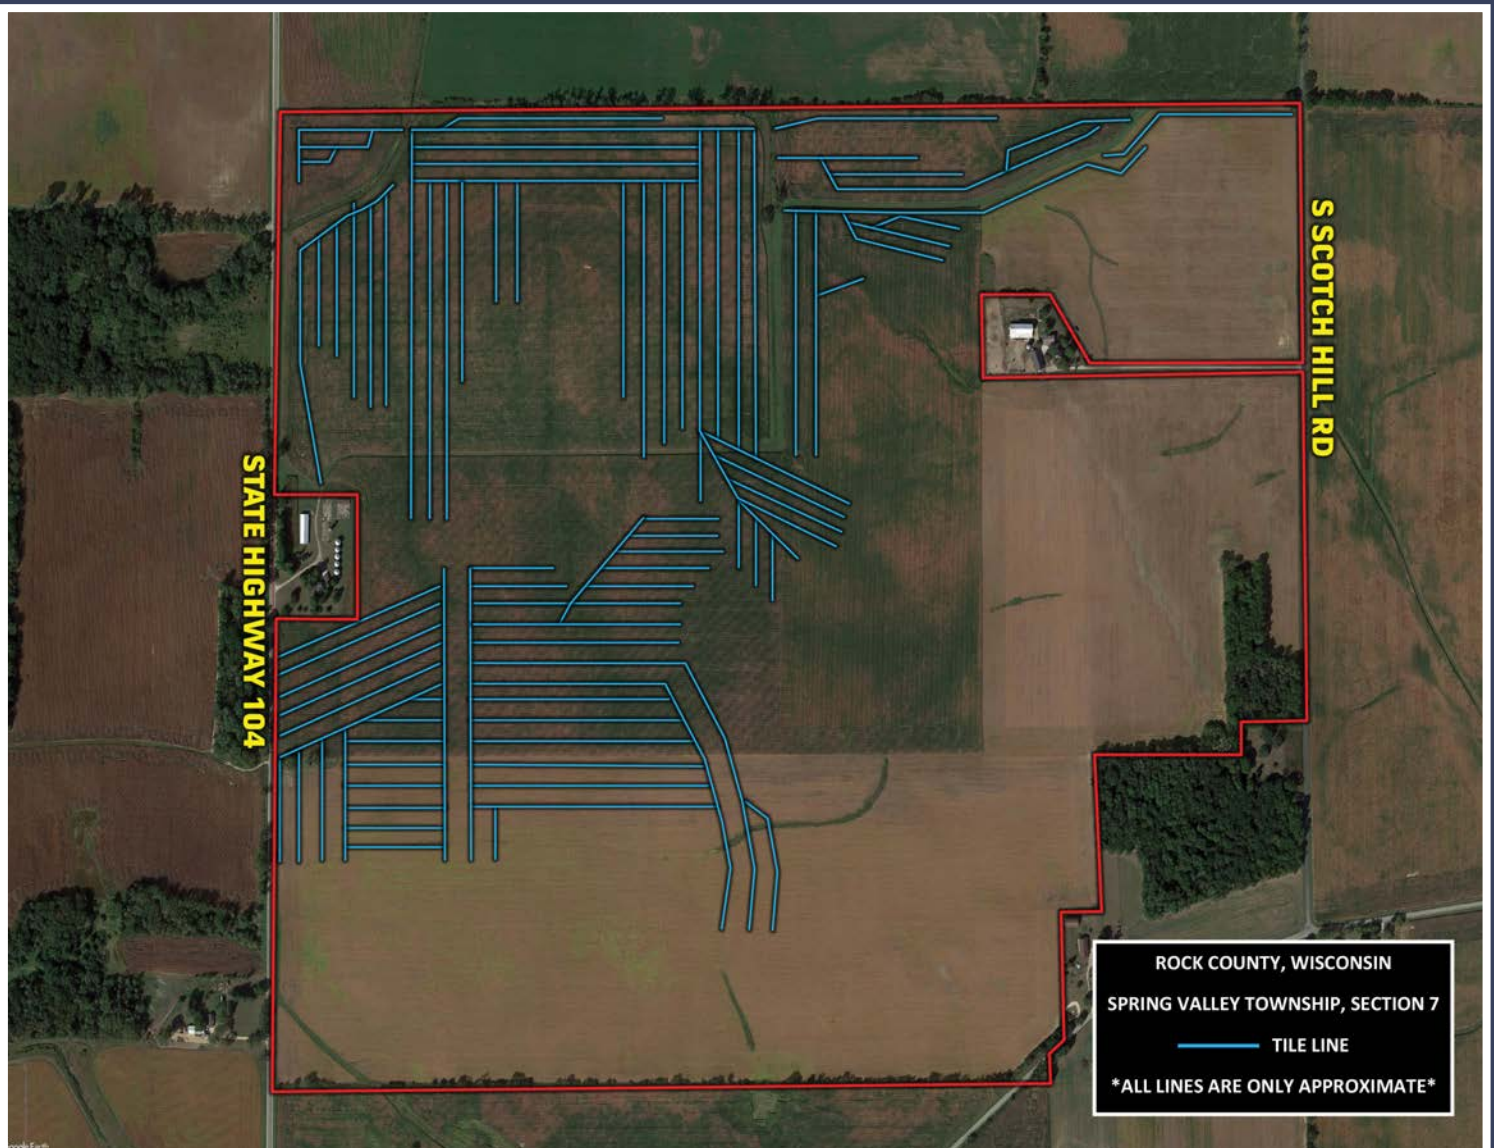 S SCOTCH HILL RD
STATE HIGHWAY 104
ROCK COUNTY, WISCONSIN
SPRING VALLEY TOWNSHIP, SECTION 7
TILE LINE
*ALL LINES ARE ONLY APPROXIMATE*